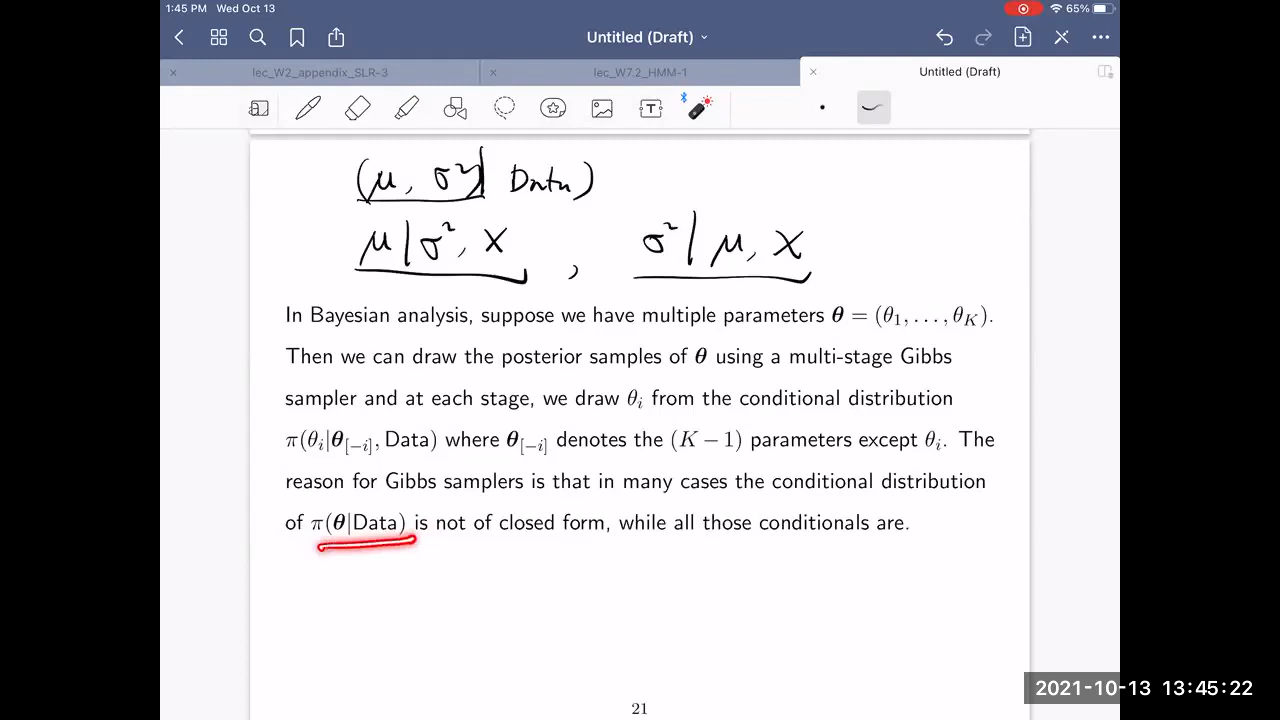 1:45 PM Wed Oct 13
65%
Untitled (Draft)
lec_W2_appendix_SLR-3
lec_W7.2_HMM-1
Untitled (Draft)
(μ, σ²| Data)
μ|σ², X , σ²| μ, X
In Bayesian analysis, suppose we have multiple parameters θ = (θ₁, . . . , θ_K).
Then we can draw the posterior samples of θ using a multi-stage Gibbs
sampler and at each stage, we draw θᵢ from the conditional distribution
π(θᵢ|θ_[−i], Data) where θ_[−i] denotes the (K − 1) parameters except θᵢ. The
reason for Gibbs samplers is that in many cases the conditional distribution
of π(θ|Data) is not of closed form, while all those conditionals are.
21
2021-10-13 13:45:22